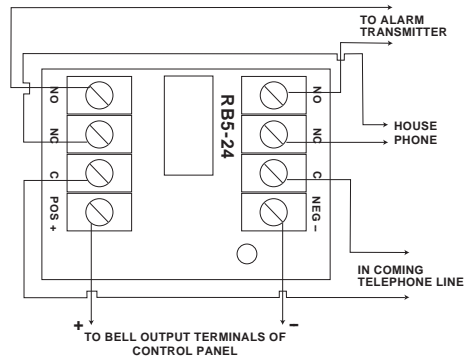 TO ALARM
TRANSMITTER
NO
NC
C
POS +
RB5-24
NO
NC
C
NEG −
HOUSE
PHONE
IN COMING
TELEPHONE LINE
+
−
TO BELL OUTPUT TERMINALS OF
CONTROL PANEL